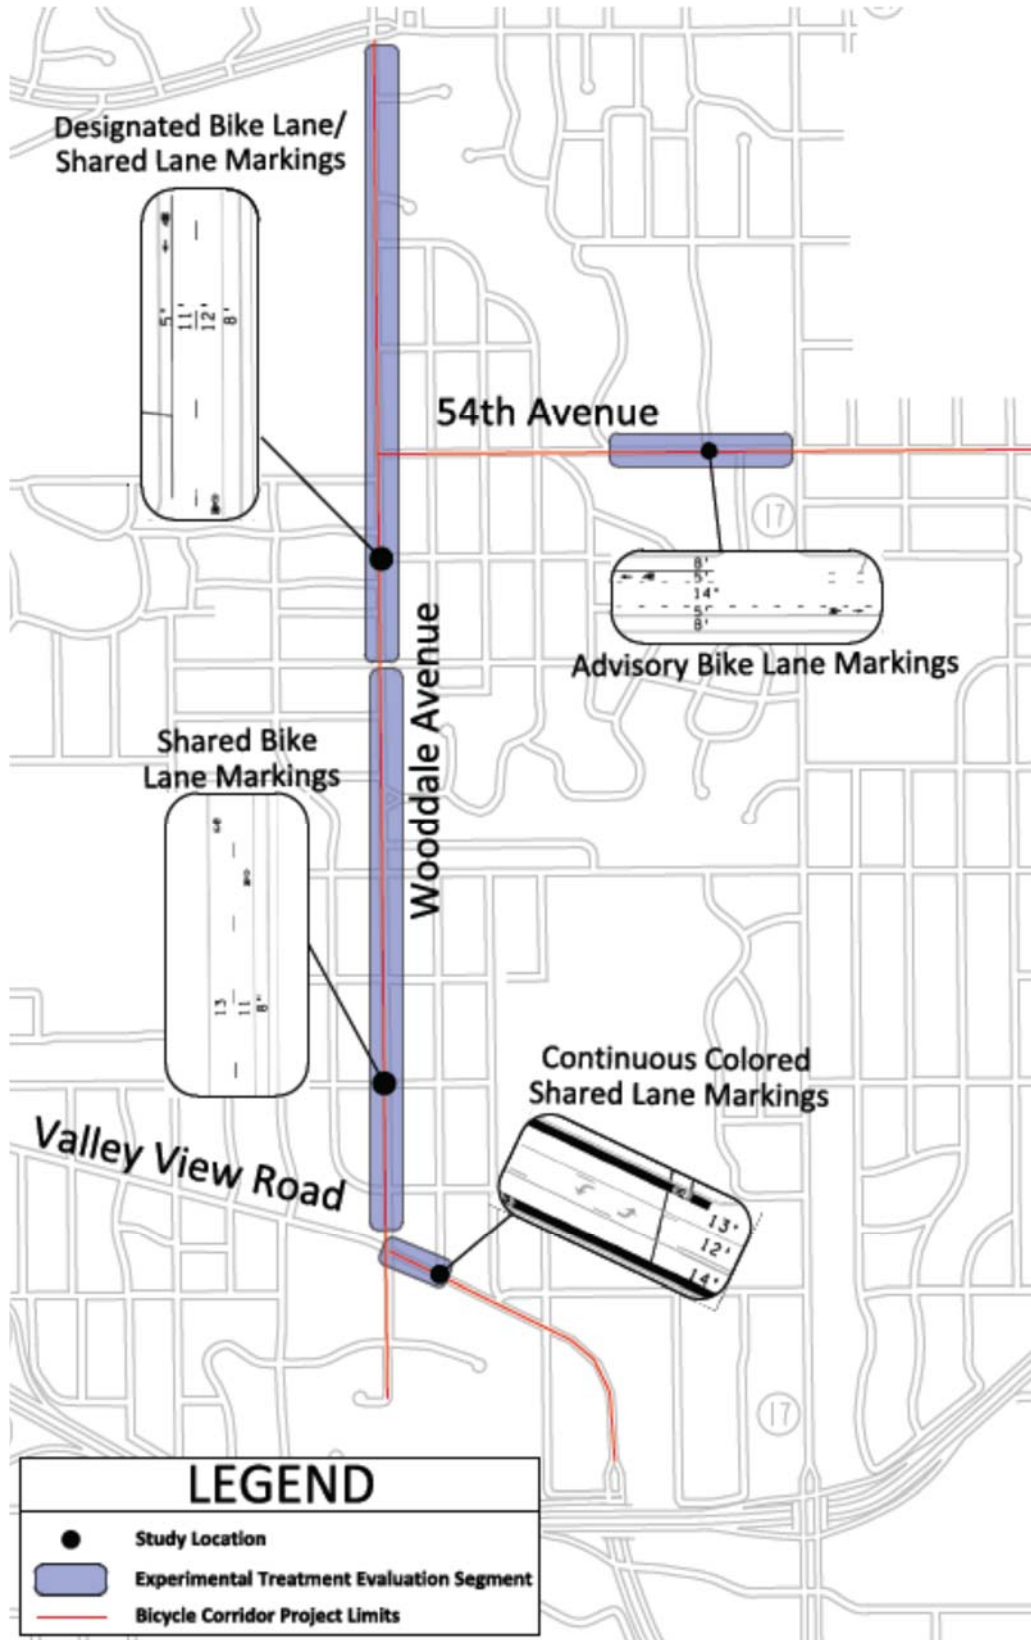 Designated Bike Lane/
Shared Lane Markings
5'
11'
12'
8'
54th Avenue
17
8'
5'
14'
5'
8'
Advisory Bike Lane Markings
Wooddale Avenue
Shared Bike
Lane Markings
13
11
8'
Continuous Colored
Shared Lane Markings
13'
12'
14'
Valley View Road
17
LEGEND
Study Location
Experimental Treatment Evaluation Segment
Bicycle Corridor Project Limits